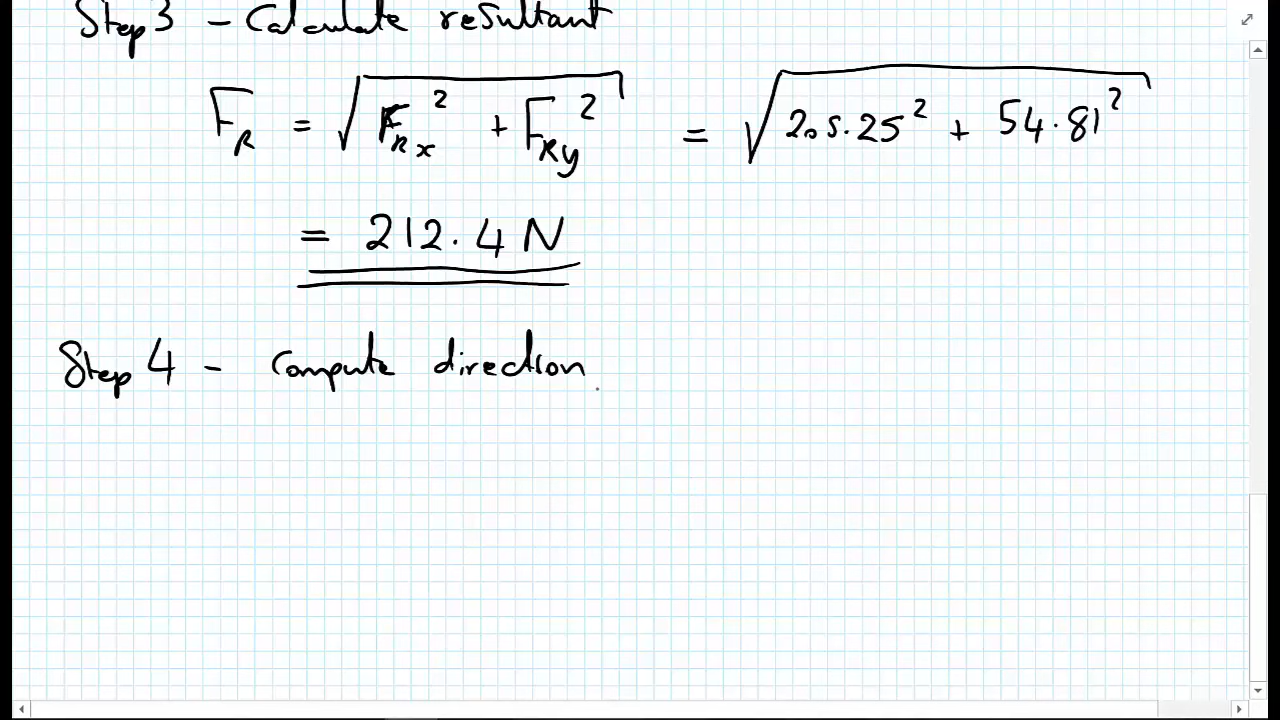 Step 3 - Calculate resultant
F_R = √(F_Rx² + F_Ry²) = √(205.25² + 54.81²)
= 212.4 N
Step 4 - Compute direction